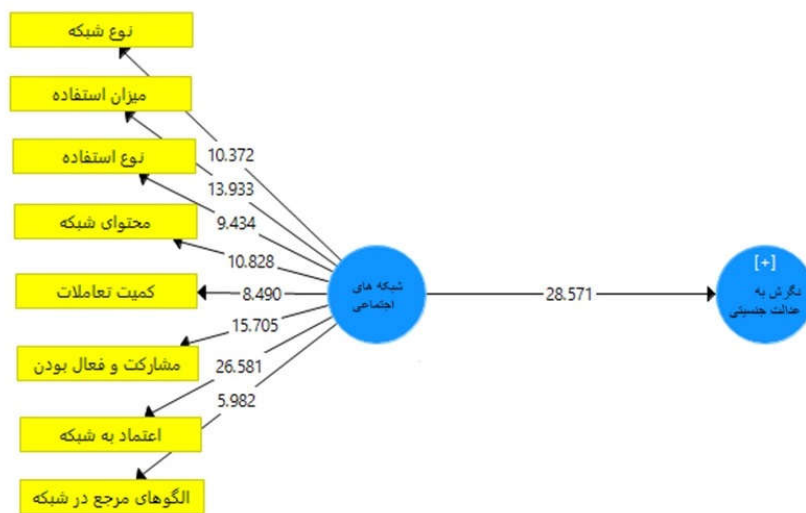 نوع شبکه
میزان استفاده
نوع استفاده
محتوای شبکه
کمیت تعاملات
مشارکت و فعال بودن
اعتماد به شبکه
الگوهای مرجع در شبکه
10.372
13.933
9.434
10.828
8.490
15.705
26.581
5.982
شبکه های
اجتماعی
28.571
[+]
نگرش به
عدالت جنسیتی